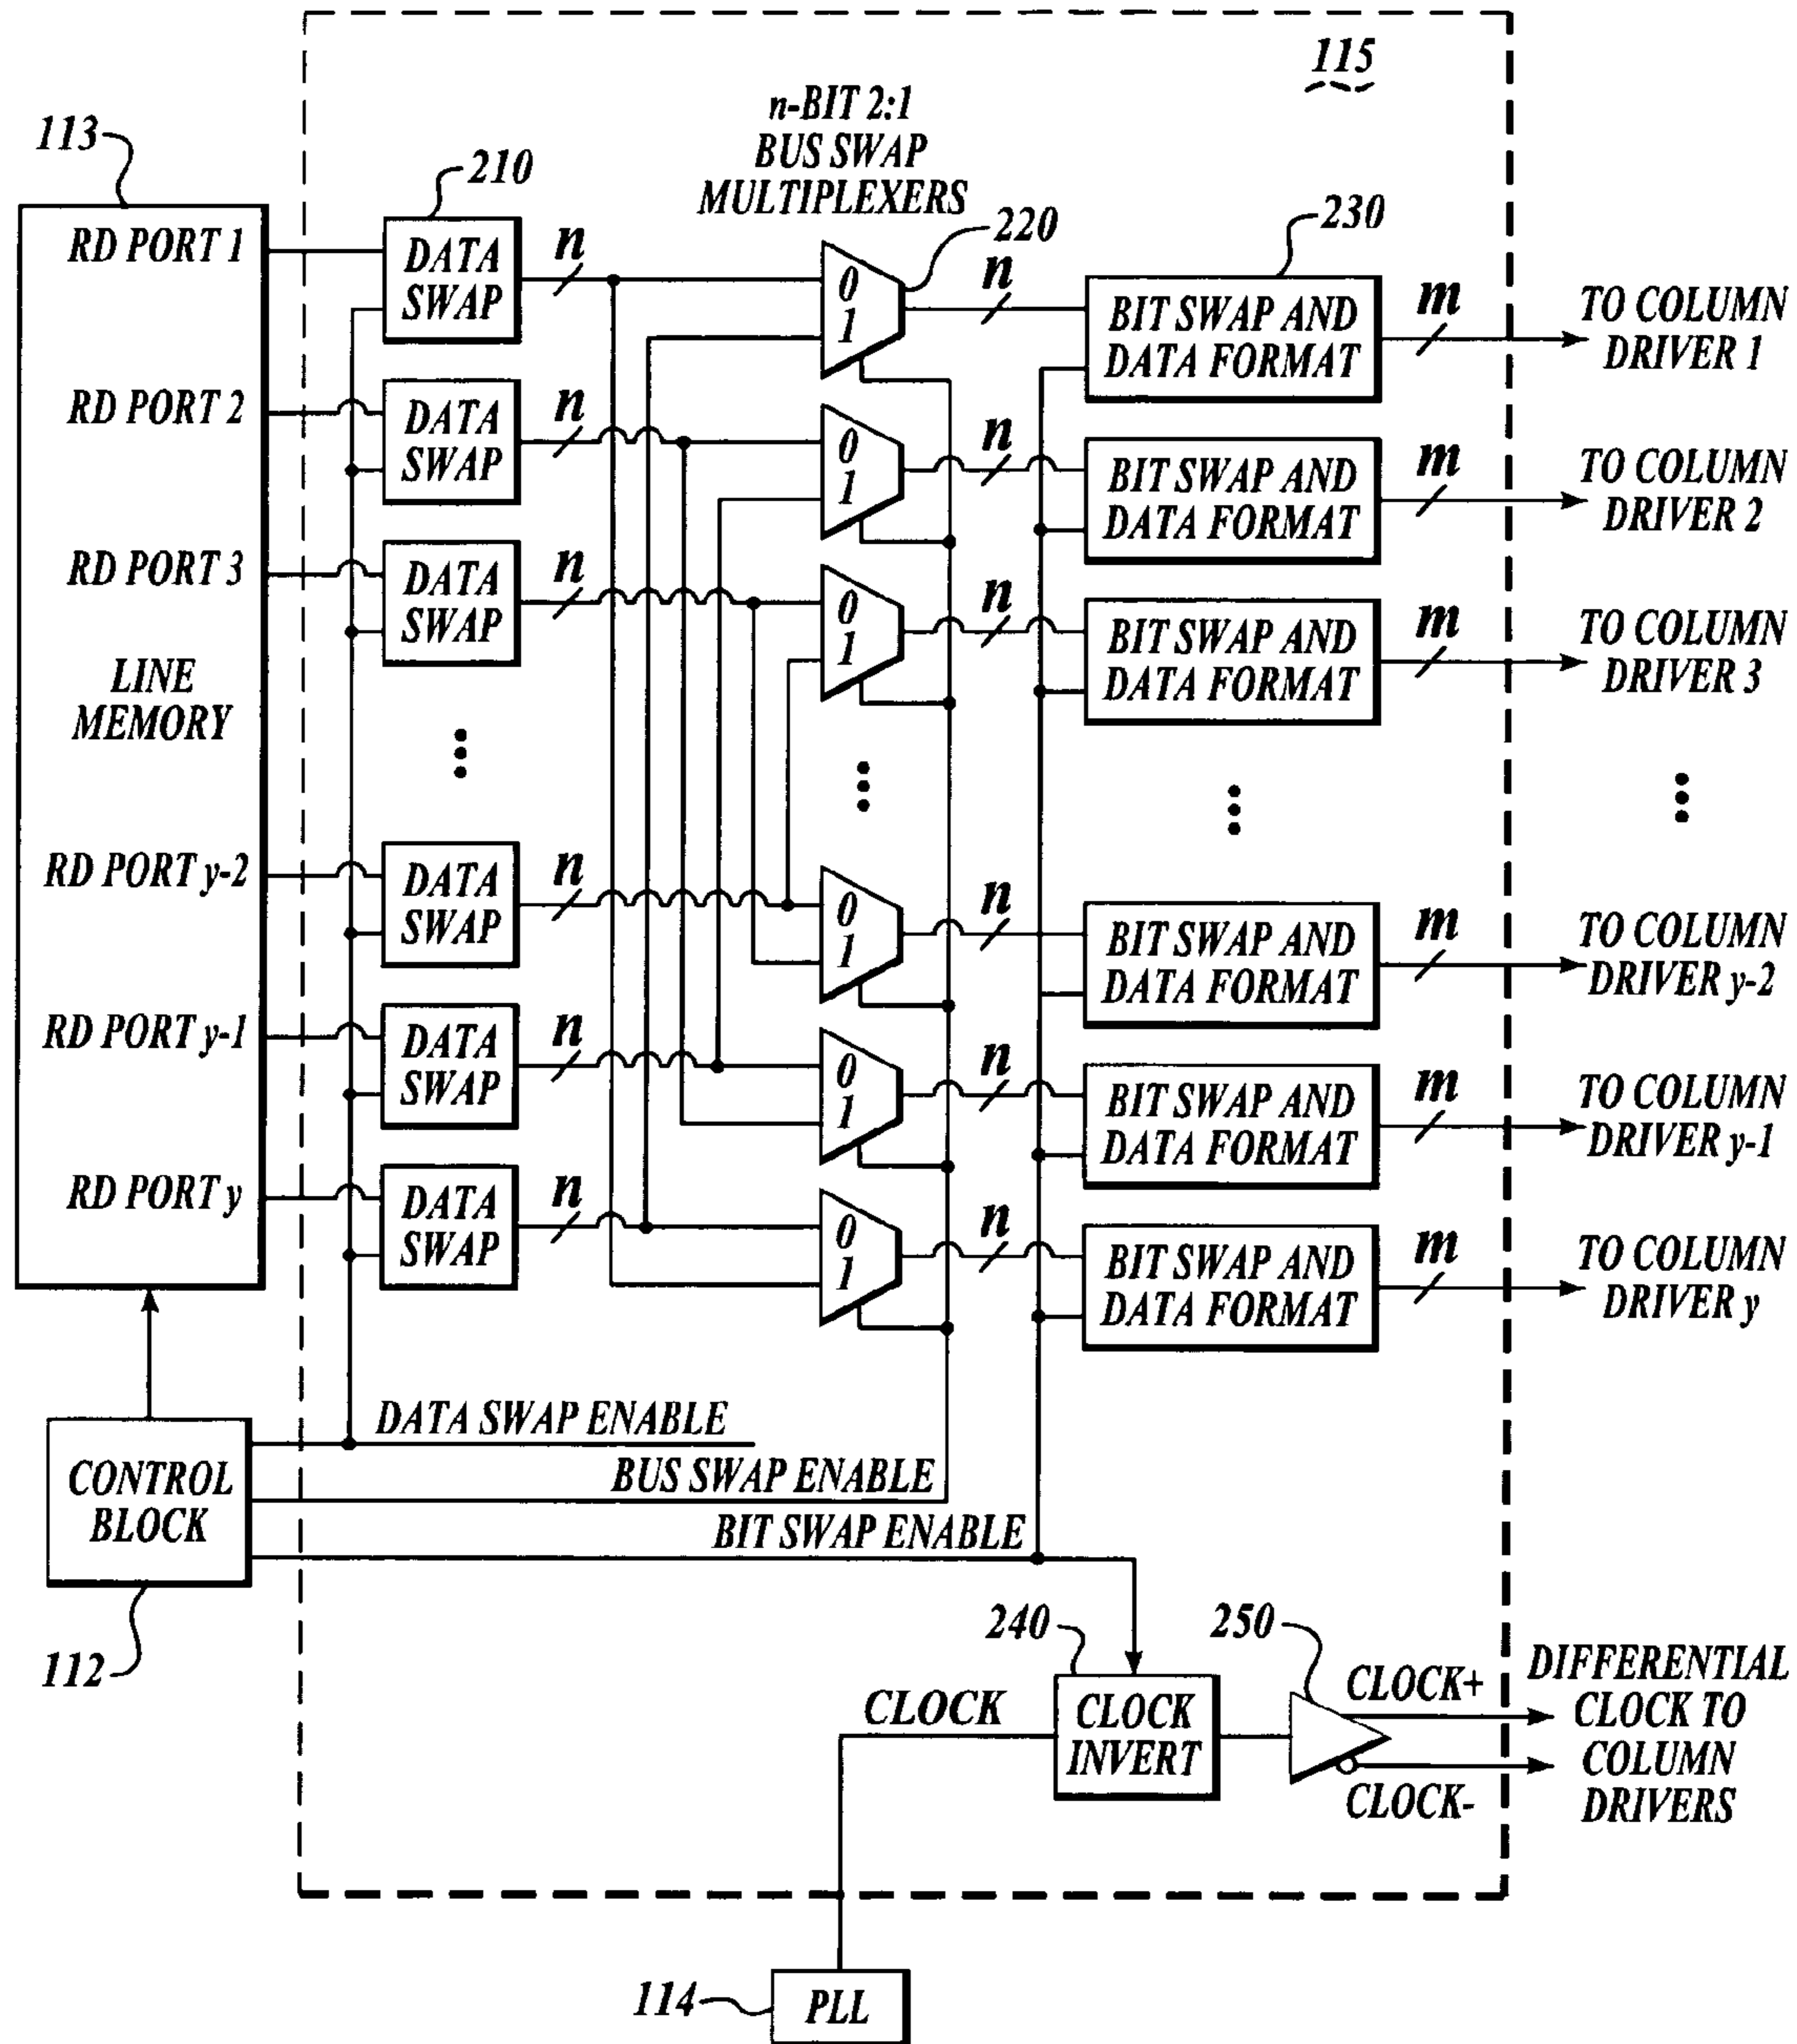 115
n-BIT 2:1
BUS SWAP
MULTIPLEXERS
113
210
220
230
RD PORT 1
DATA
SWAP
n
0
1
n
BIT SWAP AND
DATA FORMAT
m
TO COLUMN
DRIVER 1
RD PORT 2
DATA
SWAP
n
0
1
n
BIT SWAP AND
DATA FORMAT
m
TO COLUMN
DRIVER 2
RD PORT 3
DATA
SWAP
n
0
1
n
BIT SWAP AND
DATA FORMAT
m
TO COLUMN
DRIVER 3
LINE
MEMORY
RD PORT y-2
DATA
SWAP
n
0
1
n
BIT SWAP AND
DATA FORMAT
m
TO COLUMN
DRIVER y-2
RD PORT y-1
DATA
SWAP
n
0
1
n
BIT SWAP AND
DATA FORMAT
m
TO COLUMN
DRIVER y-1
RD PORT y
DATA
SWAP
n
0
1
n
BIT SWAP AND
DATA FORMAT
m
TO COLUMN
DRIVER y
CONTROL
BLOCK
112
DATA SWAP ENABLE
BUS SWAP ENABLE
BIT SWAP ENABLE
240
250
CLOCK
CLOCK
INVERT
CLOCK+
CLOCK-
DIFFERENTIAL
CLOCK TO
COLUMN
DRIVERS
114
PLL